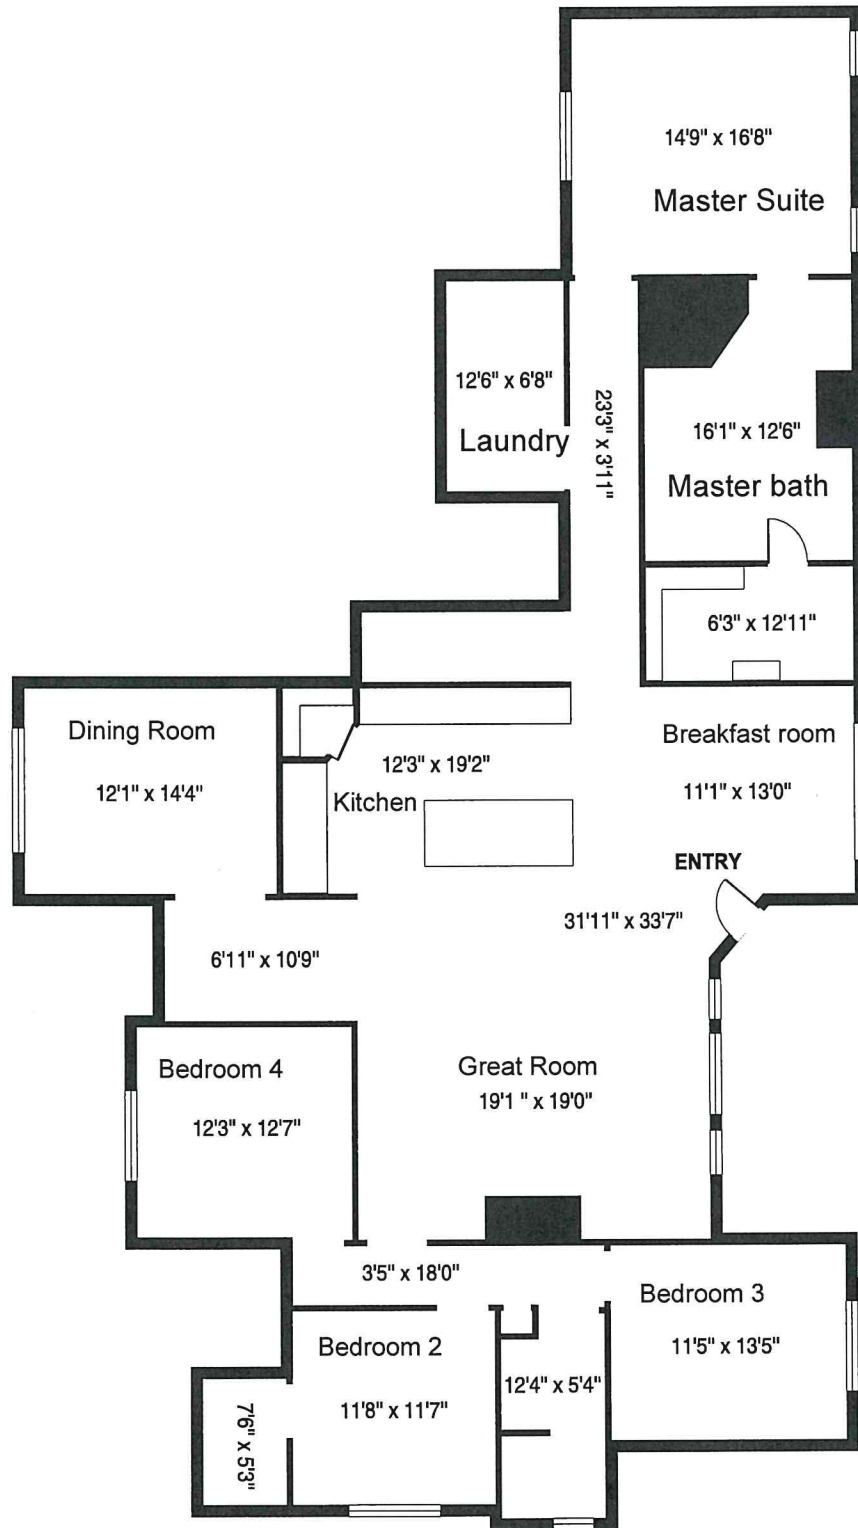 14'9" x 16'8"
Master Suite
12'6" x 6'8"
Laundry
23'3" x 3'11"
16'1" x 12'6"
Master bath
6'3" x 12'11"
Dining Room
12'1" x 14'4"
12'3" x 19'2"
Kitchen
Breakfast room
11'1" x 13'0"
ENTRY
31'11" x 33'7"
6'11" x 10'9"
Bedroom 4
12'3" x 12'7"
Great Room
19'1 " x 19'0"
3'5" x 18'0"
Bedroom 3
11'5" x 13'5"
Bedroom 2
11'8" x 11'7"
12'4" x 5'4"
7'6" x 5'3"